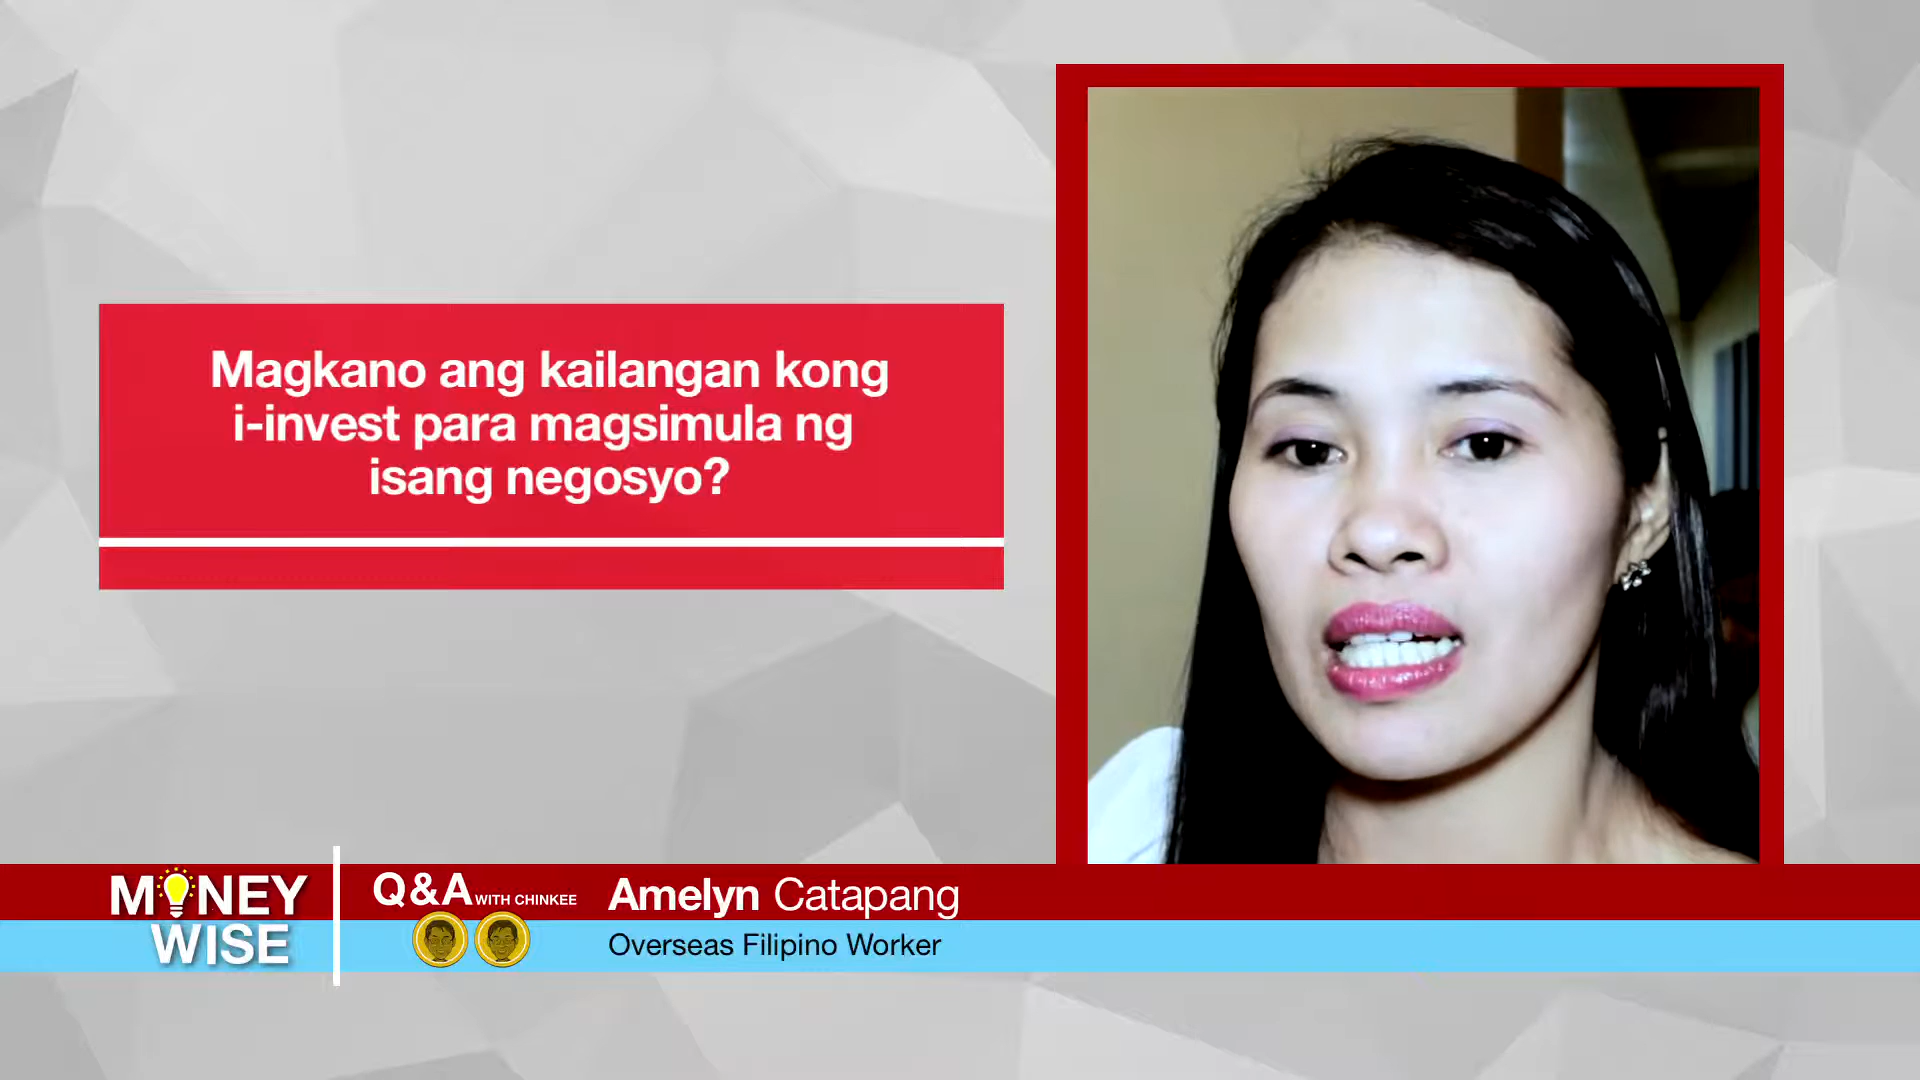 Magkano ang kailangan kong
i-invest para magsimula ng
isang negosyo?
MONEY
WISE
Q&A WITH CHINKEE
Amelyn Catapang
Overseas Filipino Worker